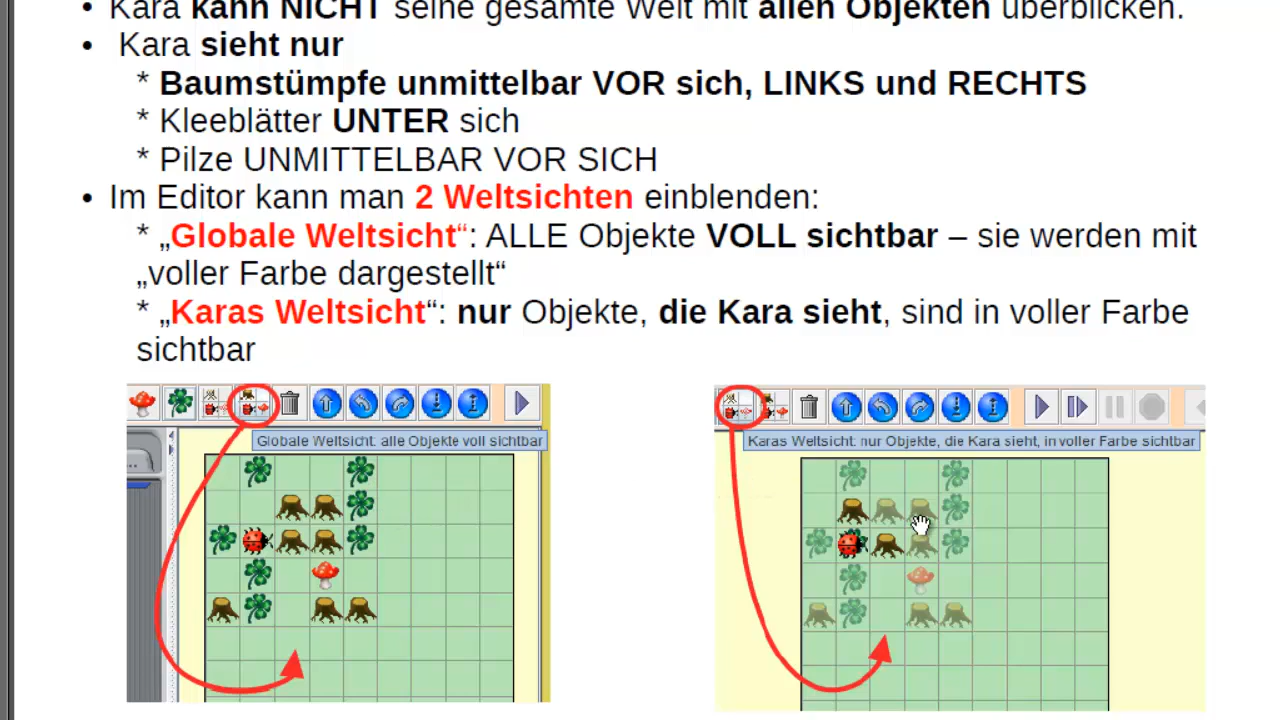 • Kara kann NICHT seine gesamte Welt mit allen Objekten überblicken.
• Kara sieht nur
* Baumstümpfe unmittelbar VOR sich, LINKS und RECHTS
* Kleeblätter UNTER sich
* Pilze UNMITTELBAR VOR SICH
• Im Editor kann man 2 Weltsichten einblenden:
* „Globale Weltsicht“: ALLE Objekte VOLL sichtbar – sie werden mit
„voller Farbe dargestellt“
* „Karas Weltsicht“: nur Objekte, die Kara sieht, sind in voller Farbe
sichtbar
Globale Weltsicht: alle Objekte voll sichtbar
Karas Weltsicht: nur Objekte, die Kara sieht, in voller Farbe sichtbar